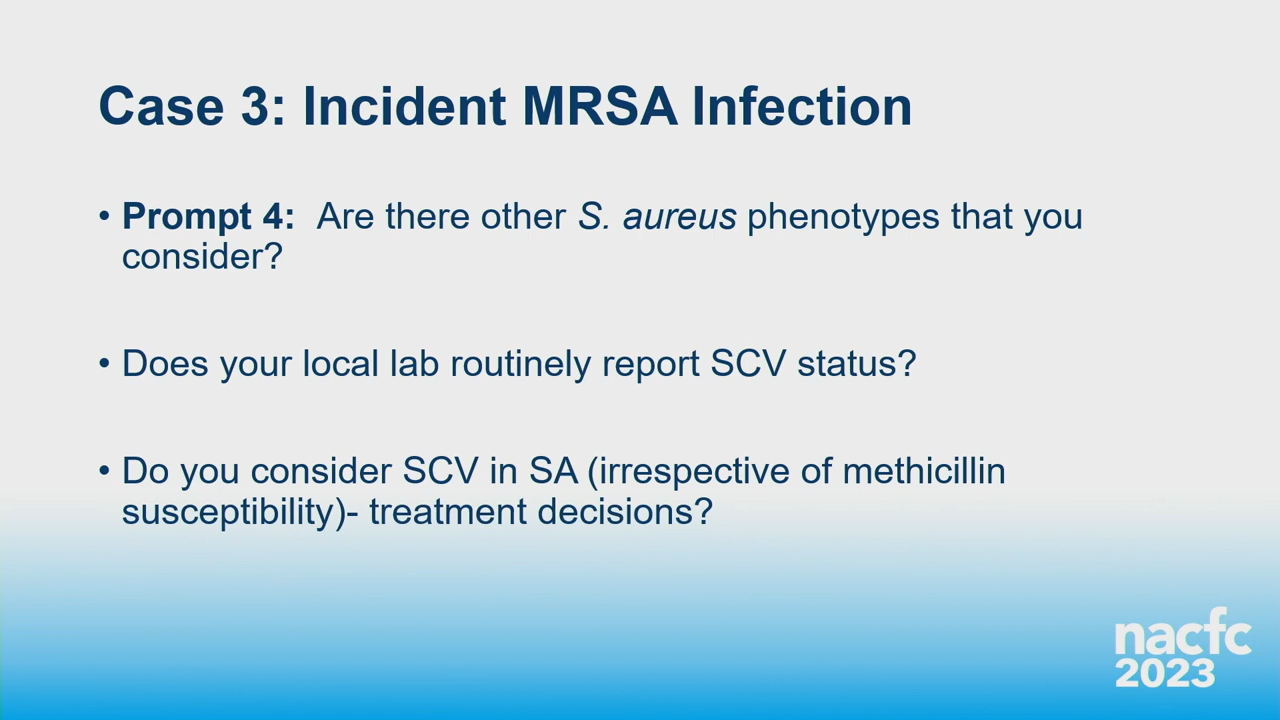 Case 3: Incident MRSA Infection
• Prompt 4: Are there other S. aureus phenotypes that you
consider?
• Does your local lab routinely report SCV status?
• Do you consider SCV in SA (irrespective of methicillin
susceptibility)- treatment decisions?
nacfc
2023